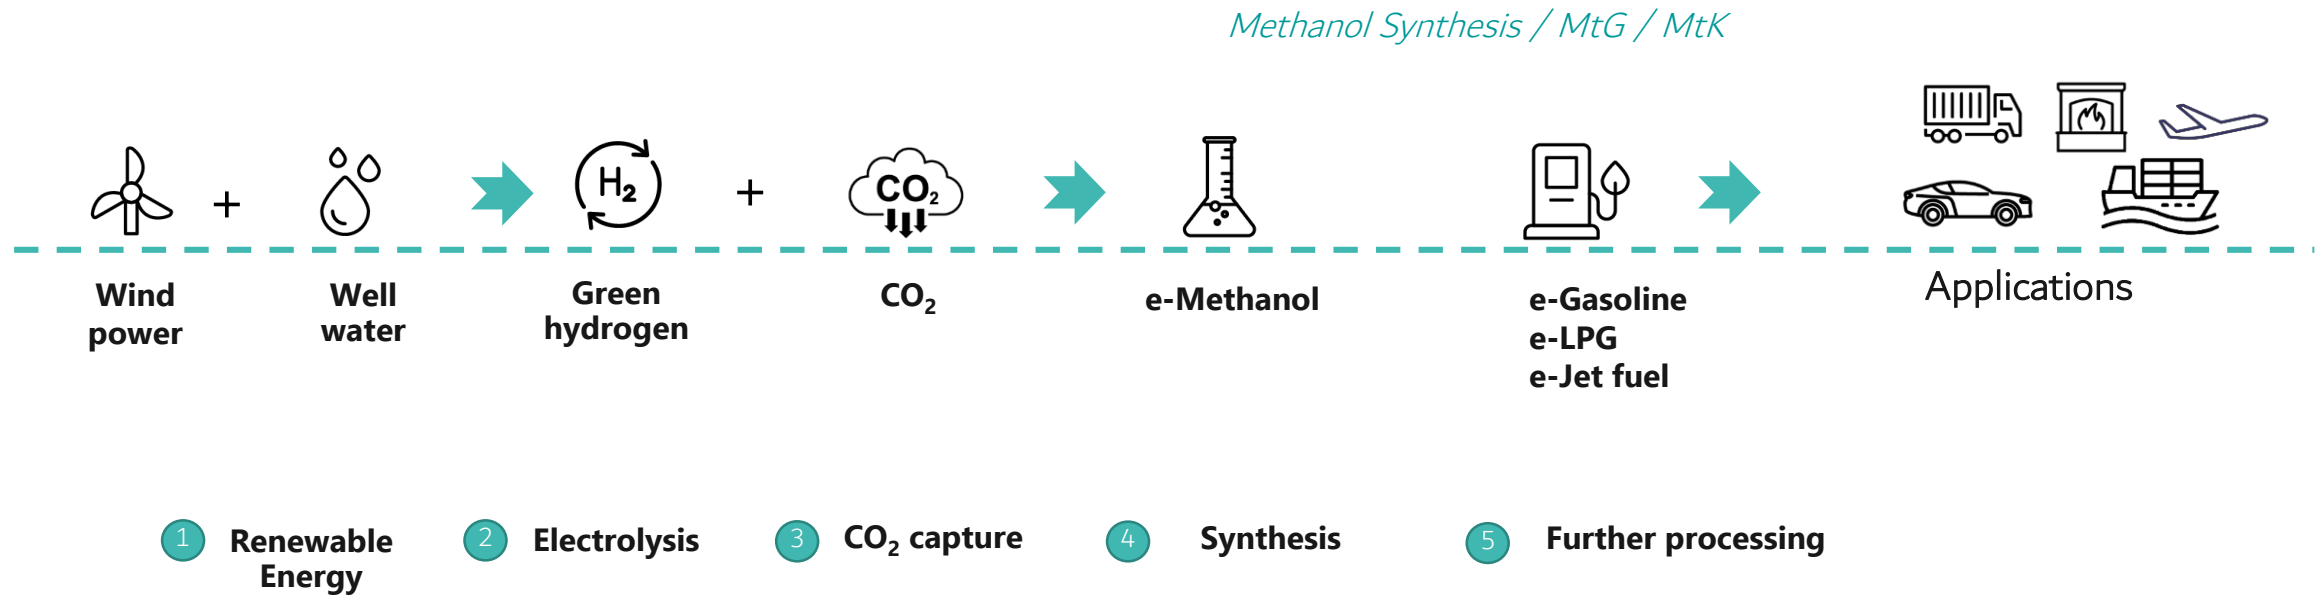 Methanol Synthesis / MtG / MtK
+
H₂
+
CO₂
Wind
power
Well
water
Green
hydrogen
CO₂
e-Methanol
e-Gasoline
e-LPG
e-Jet fuel
Applications
1 Renewable
Energy
2 Electrolysis
3 CO₂ capture
4 Synthesis
5 Further processing